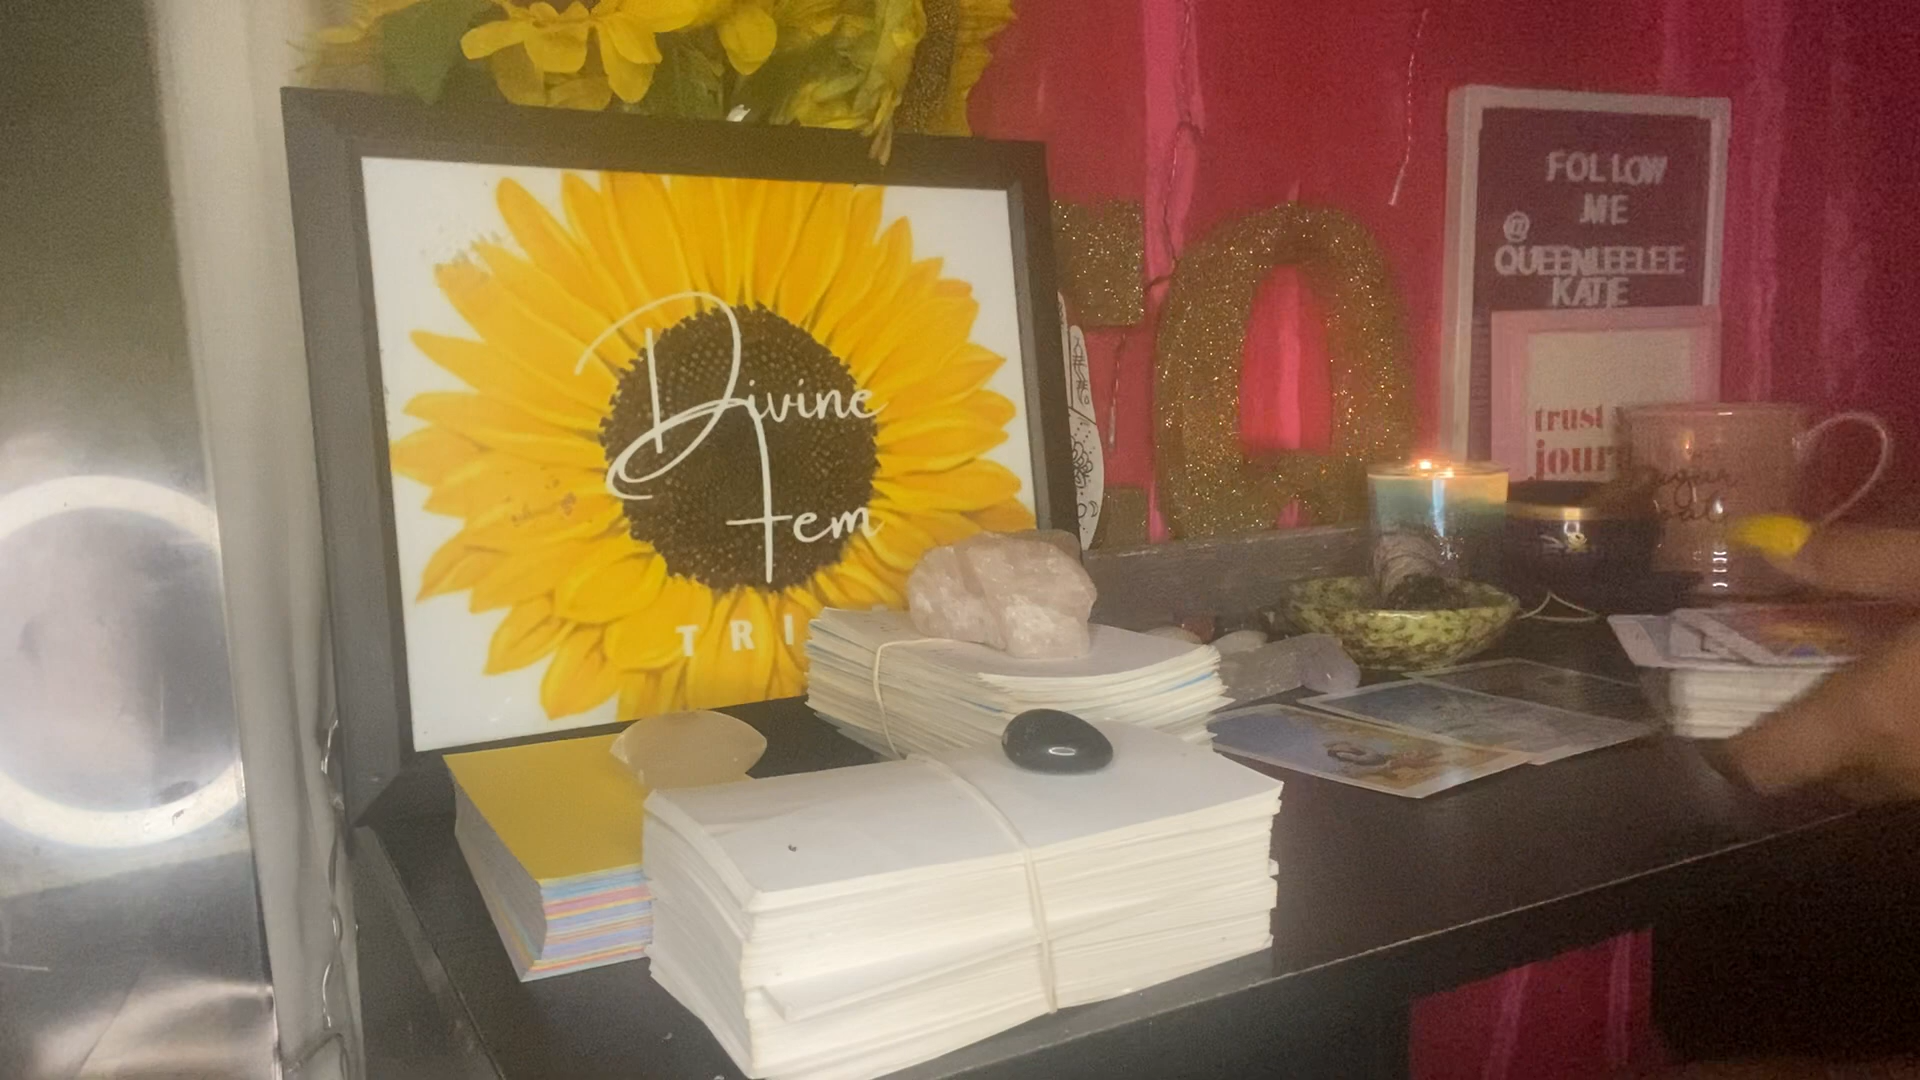 Divine
Fem
TRI
FOLLOW
ME
@
QUEENLEELEE
KATIE
trust
jour